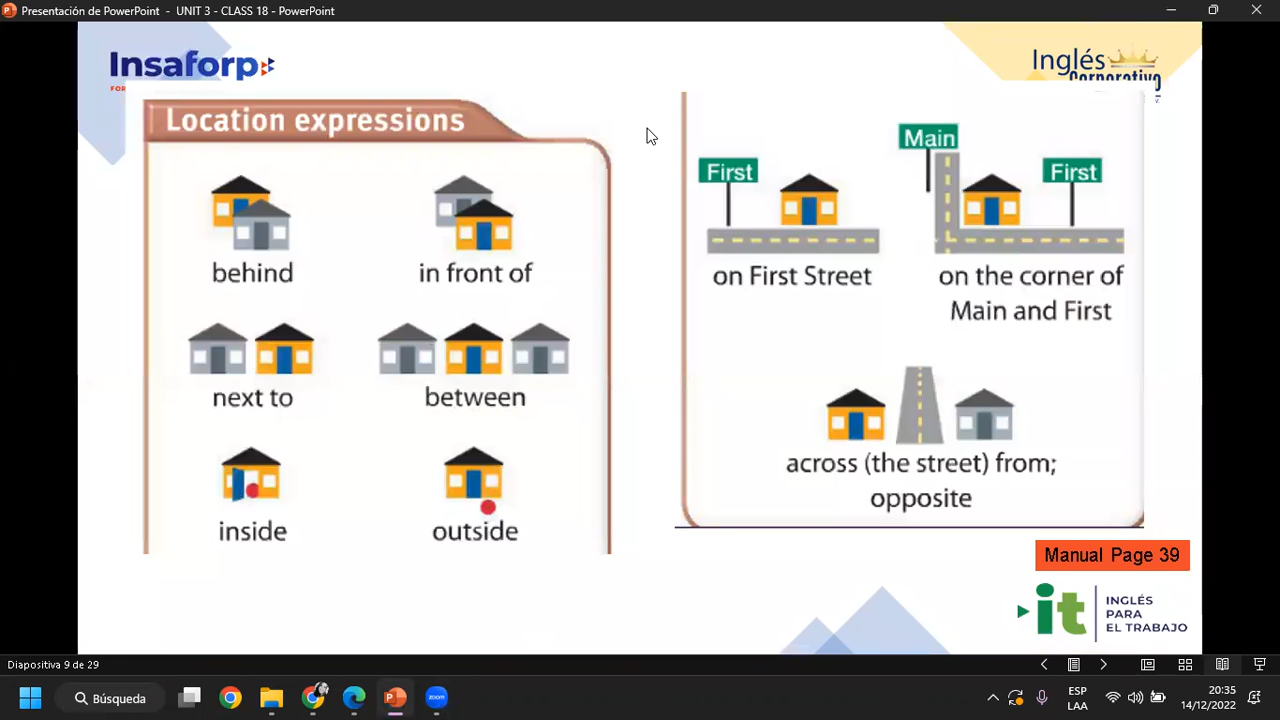 Presentación de PowerPoint - UNIT 3 - CLASS 18 - PowerPoint
Insaforp
FOR
Inglés
Corporativo
Location expressions
behind
in front of
next to
between
inside
outside
First
Main
First
on First Street
on the corner of
Main and First
across (the street) from;
opposite
Manual Page 39
it
INGLÉS
PARA
EL TRABAJO
Diapositiva 9 de 29
Búsqueda
zoom
ESP
LAA
20:35
14/12/2022